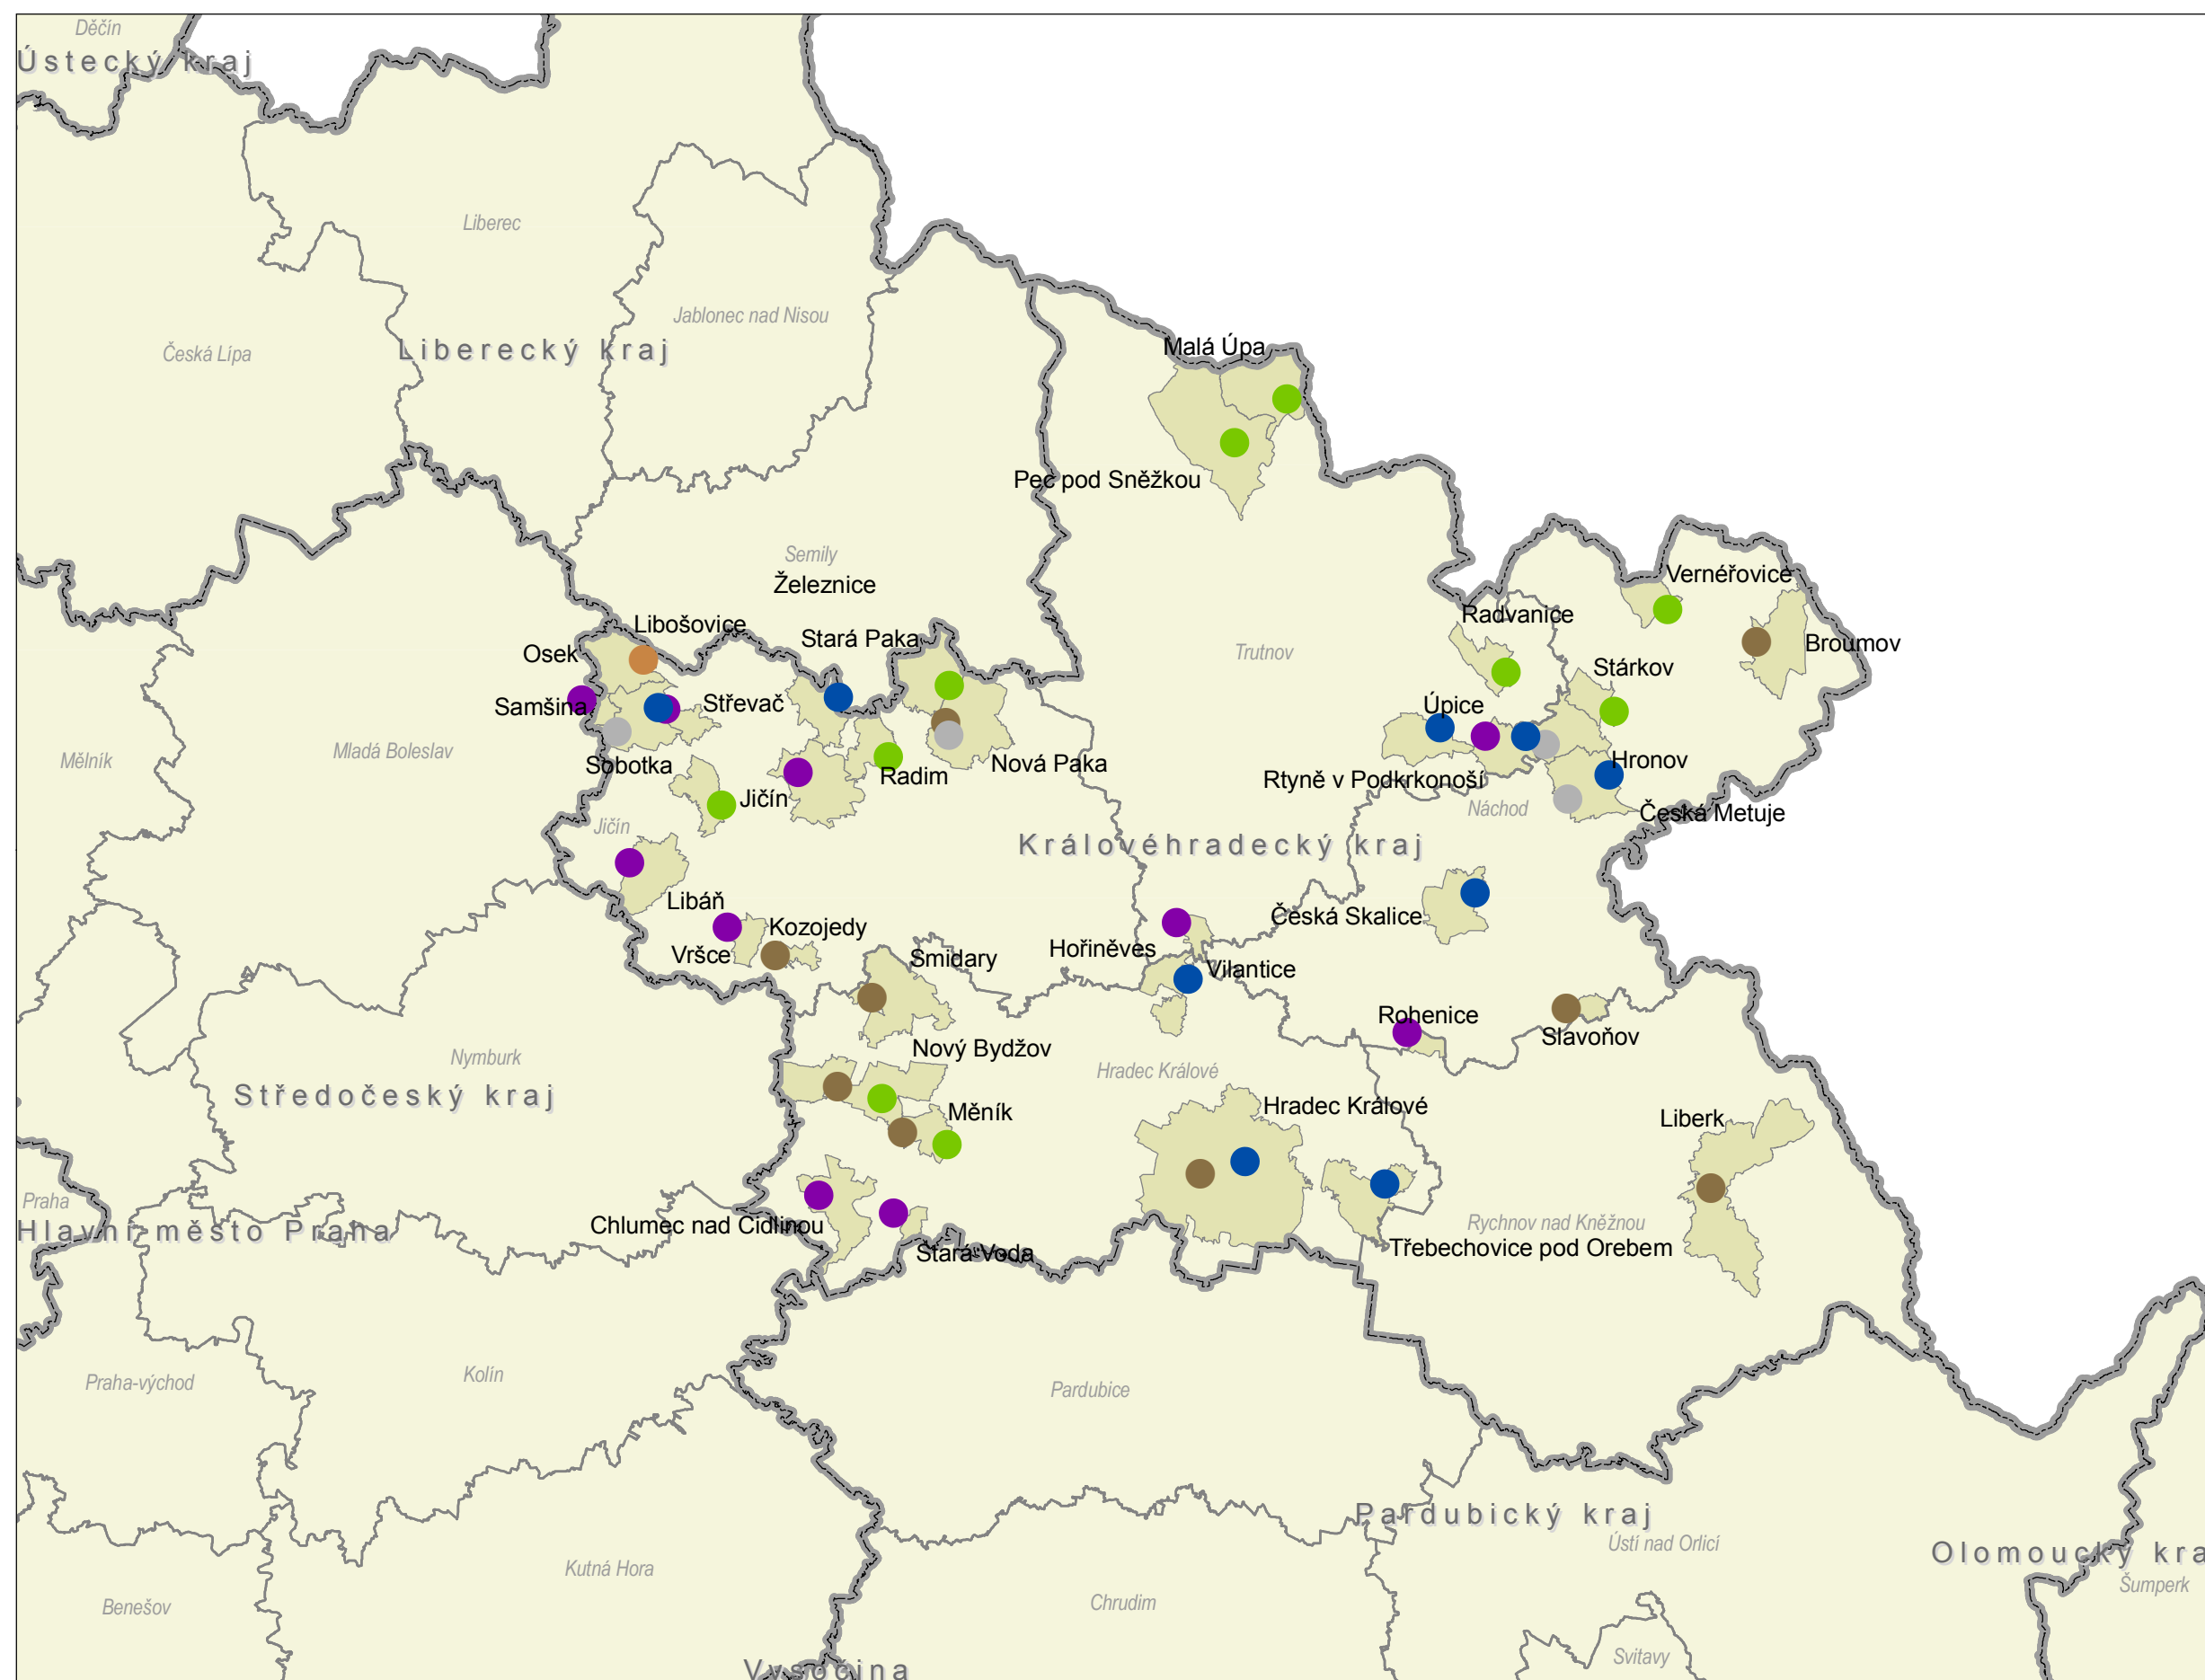 Děčín
Ústecký kraj
Liberec
Jablonec nad Nisou
Česká Lípa
Liberecký kraj
Malá Úpa
Pec pod Sněžkou
Semily
Železnice
Vernéřovice
Radvanice
Libošovice
Stará Paka
Osek
Trutnov
Broumov
Stárkov
Samšina
Střevač
Úpice
Mělník
Mladá Boleslav
Sobotka
Nová Paka
Radim
Hronov
Rtyně v Podkrkonoší
Jičín
Náchod
Česká Metuje
Jičín
Královéhradecký kraj
Libáň
Česká Skalice
Kozojedy
Vršce
Smidary
Hořiněves
Vilantice
Rohenice
Slavoňov
Nový Bydžov
Nymburk
Hradec Králové
Středočeský kraj
Měník
Hradec Králové
Liberk
Praha
Hlavní město Praha
Chlumec nad Cidlinou
Stará Voda
Rychnov nad Kněžnou
Třebechovice pod Orebem
Praha-východ
Kolín
Pardubice
Pardubický kraj
Ústí nad Orlicí
Olomoucký kra
Kutná Hora
Šumperk
Benešov
Chrudim
Svitavy
Vysočina